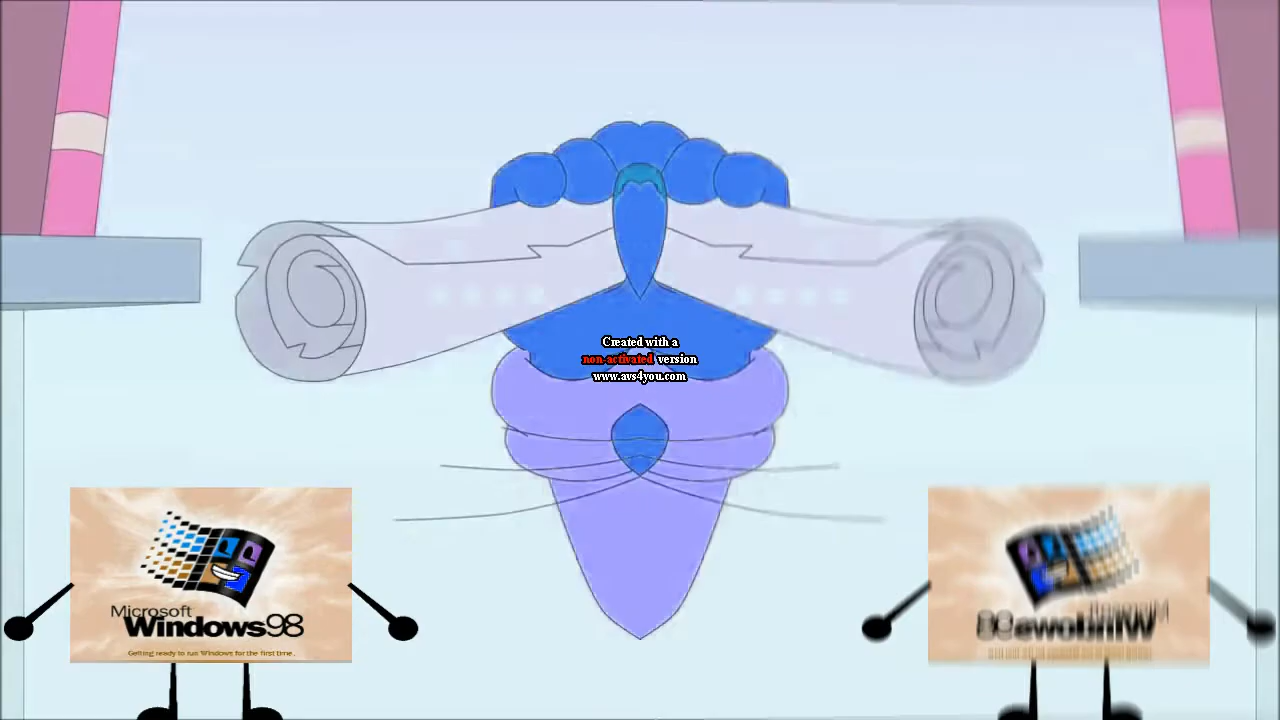 Created with a
non-activated version
www.avs4you.com
Microsoft
Windows98
Getting ready to run Windows for the first time.
Windows98